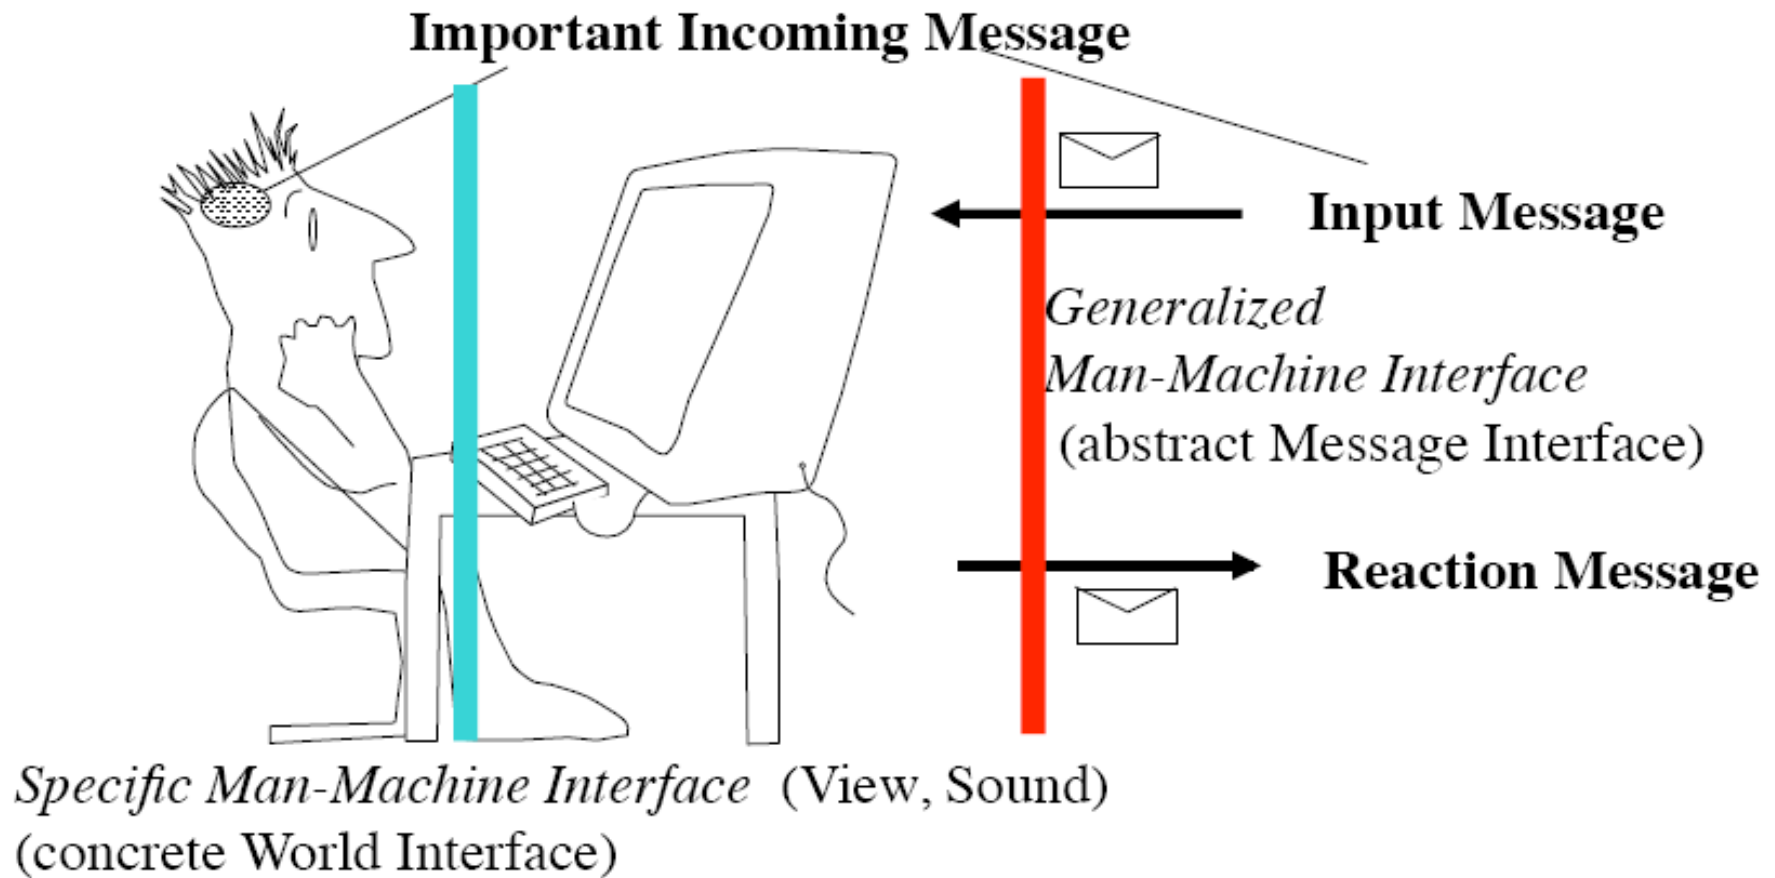 Important Incoming Message
Input Message
Generalized
Man-Machine Interface
(abstract Message Interface)
Reaction Message
Specific Man-Machine Interface (View, Sound)
(concrete World Interface)